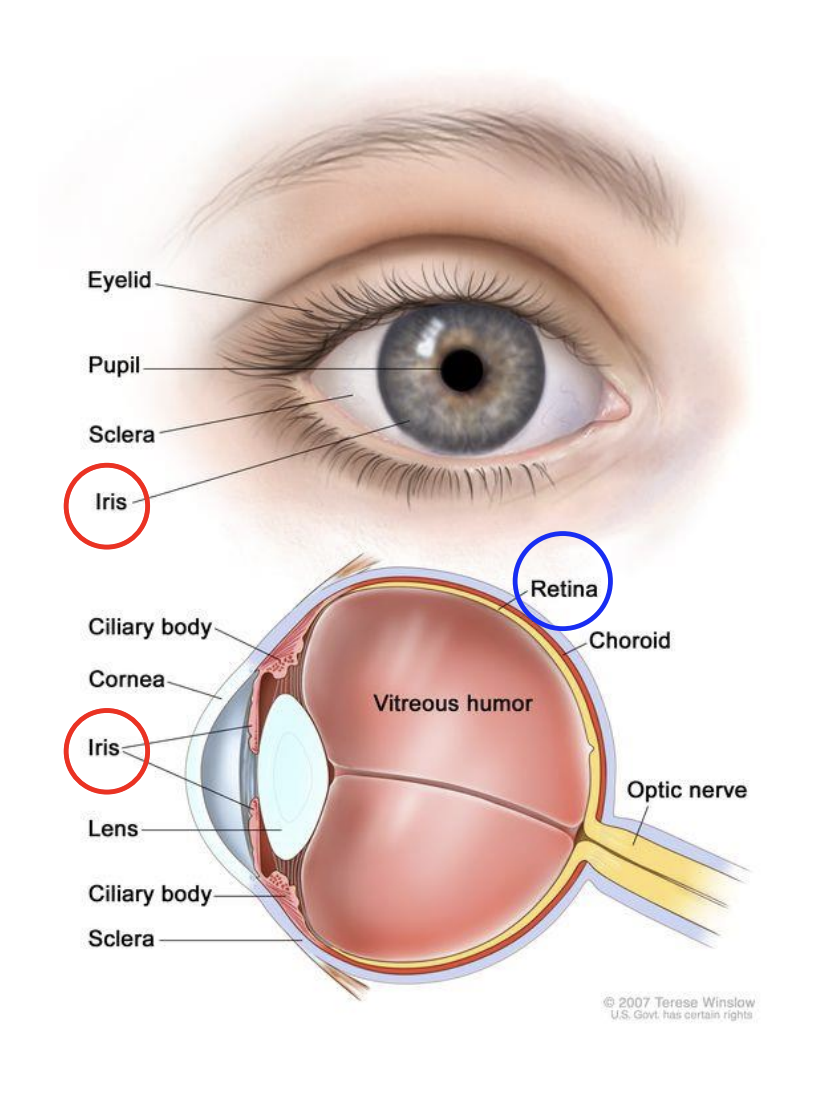 Eyelid
Pupil
Sclera
Iris
Retina
Ciliary body
Choroid
Cornea
Vitreous humor
Iris
Optic nerve
Lens
Ciliary body
Sclera
© 2007 Terese Winslow
U.S. Govt. has certain rights